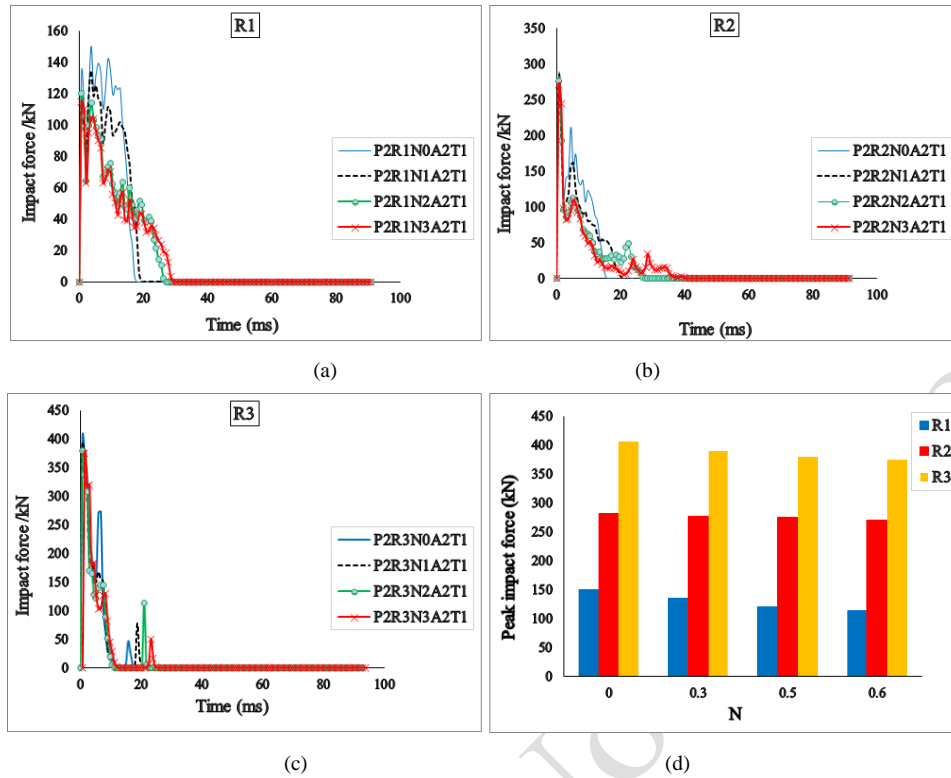 R1
160
140
120
100
80
60
40
20
0
Impact force /kN
0 20 40 60 80 100
Time (ms)
P2R1N0A2T1
P2R1N1A2T1
P2R1N2A2T1
P2R1N3A2T1
(a)
R2
350
300
250
200
150
100
50
0
Impact force /kN
0 20 40 60 80 100
Time (ms)
P2R2N0A2T1
P2R2N1A2T1
P2R2N2A2T1
P2R2N3A2T1
(b)
R3
450
400
350
300
250
200
150
100
50
0
Impact force /kN
0 20 40 60 80 100
Time (ms)
P2R3N0A2T1
P2R3N1A2T1
P2R3N2A2T1
P2R3N3A2T1
(c)
450
400
350
300
250
200
150
100
50
0
Peak impact force (kN)
0 0.3 0.5 0.6
N
R1
R2
R3
(d)